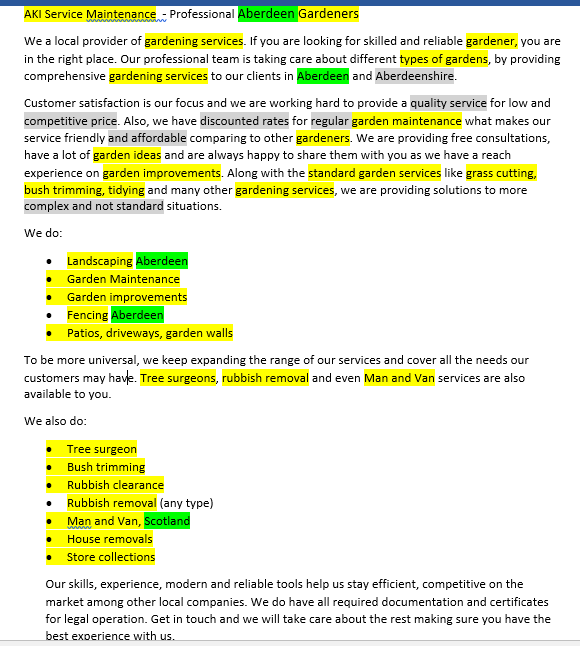 AKI Service Maintenance - Professional Aberdeen Gardeners
We a local provider of gardening services. If you are looking for skilled and reliable gardener, you are
in the right place. Our professional team is taking care about different types of gardens, by providing
comprehensive gardening services to our clients in Aberdeen and Aberdeenshire.
Customer satisfaction is our focus and we are working hard to provide a quality service for low and
competitive price. Also, we have discounted rates for regular garden maintenance what makes our
service friendly and affordable comparing to other gardeners. We are providing free consultations,
have a lot of garden ideas and are always happy to share them with you as we have a reach
experience on garden improvements. Along with the standard garden services like grass cutting,
bush trimming, tidying and many other gardening services, we are providing solutions to more
complex and not standard situations.
We do:
• Landscaping Aberdeen
• Garden Maintenance
• Garden improvements
• Fencing Aberdeen
• Patios, driveways, garden walls
To be more universal, we keep expanding the range of our services and cover all the needs our
customers may have. Tree surgeons, rubbish removal and even Man and Van services are also
available to you.
We also do:
• Tree surgeon
• Bush trimming
• Rubbish clearance
• Rubbish removal (any type)
• Man and Van, Scotland
• House removals
• Store collections
Our skills, experience, modern and reliable tools help us stay efficient, competitive on the
market among other local companies. We do have all required documentation and certificates
for legal operation. Get in touch and we will take care about the rest making sure you have the
best experience with us.